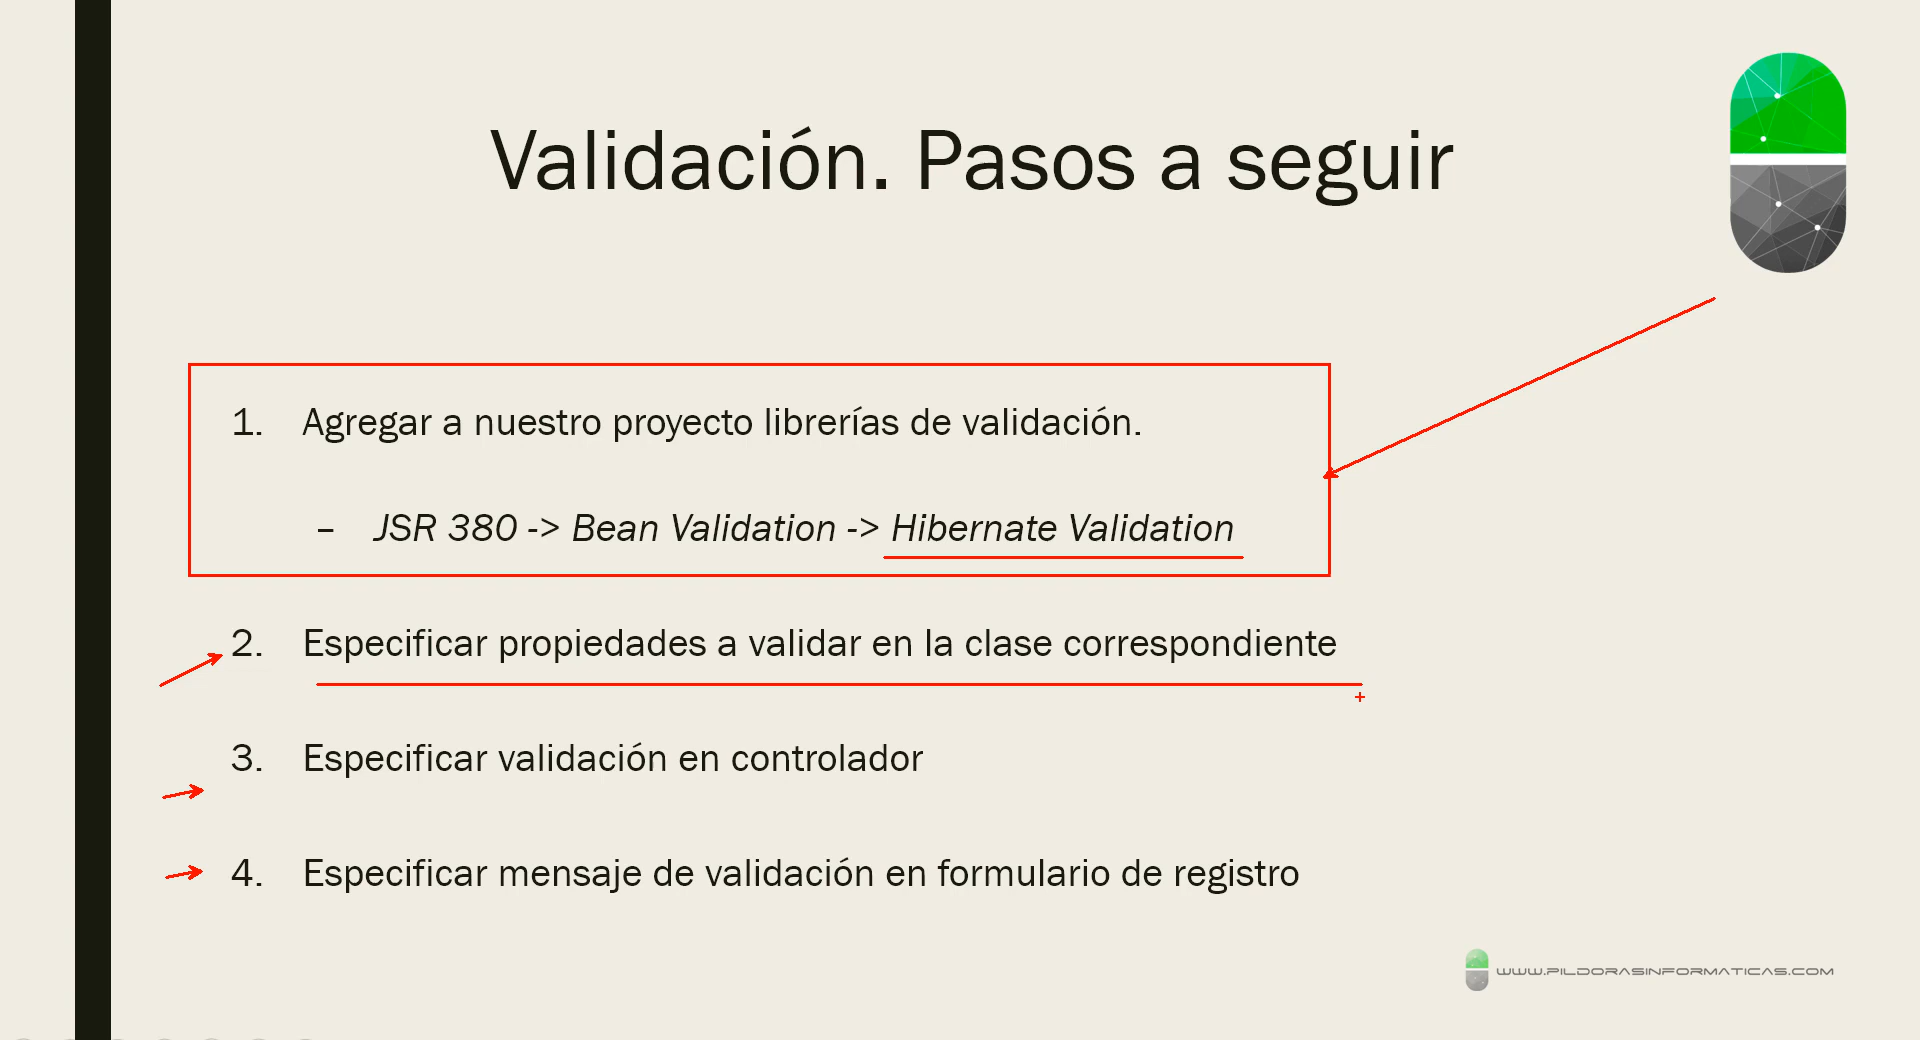 Validación. Pasos a seguir
1. Agregar a nuestro proyecto librerías de validación.
– JSR 380 -> Bean Validation -> Hibernate Validation
2. Especificar propiedades a validar en la clase correspondiente
3. Especificar validación en controlador
4. Especificar mensaje de validación en formulario de registro
WWW.PILDORASINFORMATICAS.COM